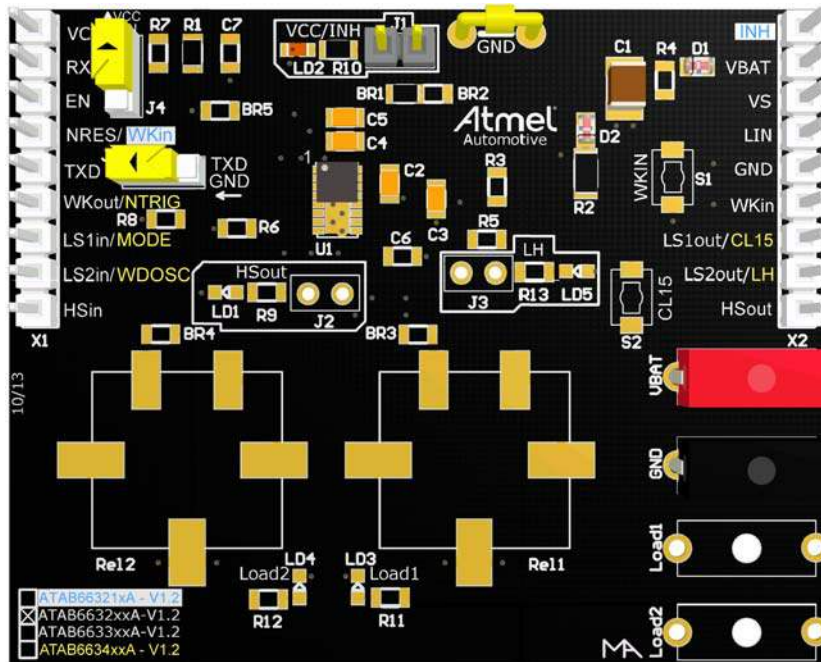 VCC
R7
R1
C7
VCC/INH
J1
LD2
R10
GND
C1
R4
D1
INH
RX
VBAT
EN
J4
BR5
BR1
BR2
VS
NRES/ WKin
C5
C4
Atmel
Automotive
D2
LIN
TXD
TXD
GND
1
C2
R3
R2
WKIN
S1
GND
WKout/NTRIG
R8
R6
U1
C3
R5
WKin
LS1in/MODE
C6
LH
LS1out/CL15
LS2in/WDOSC
HSout
LD1
R9
J2
J3
R13
LD5
CL15
LS2out/LH
HSin
HSout
X1
BR4
BR3
S2
X2
10/13
VBAT
GND
Rel2
Rel1
Load1
LD4
LD3
Load2
Load1
R12
R11
Load2
ATAB66321xA - V1.2
ATAB6632xxA-V1.2
ATAB6633xxA-V1.2
ATAB6634xxA - V1.2